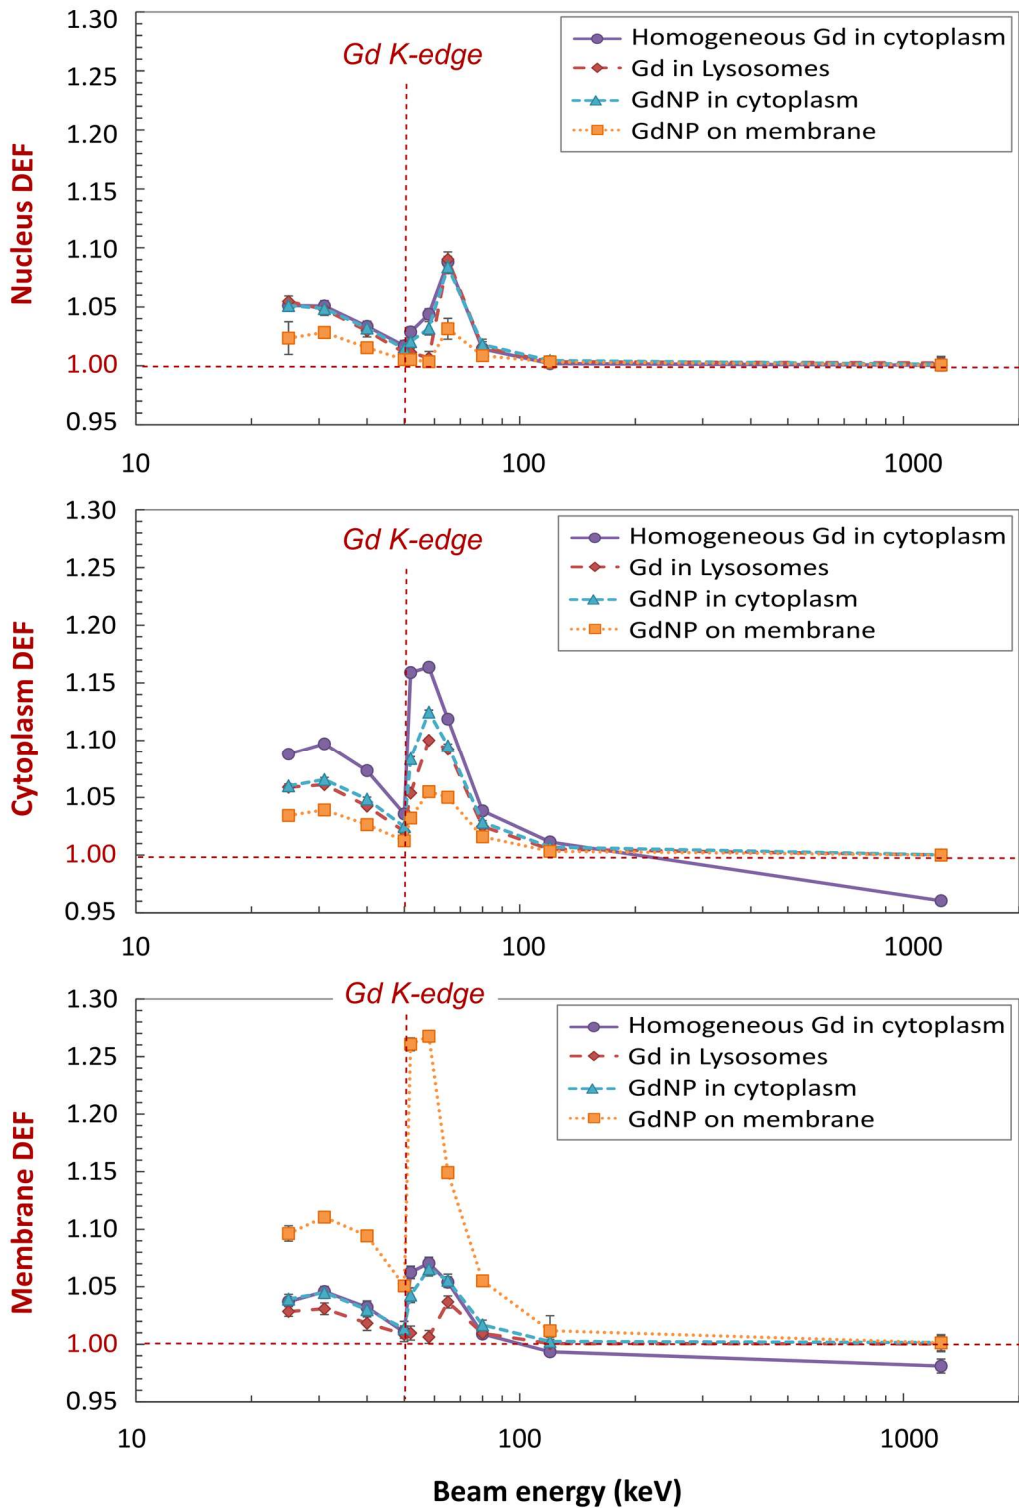 1.30
1.25
1.20
1.15
1.10
1.05
1.00
0.95
Nucleus DEF
Gd K-edge
Homogeneous Gd in cytoplasm
Gd in Lysosomes
GdNP in cytoplasm
GdNP on membrane
10
100
1000
1.30
1.25
1.20
1.15
1.10
1.05
1.00
0.95
Cytoplasm DEF
Gd K-edge
Homogeneous Gd in cytoplasm
Gd in Lysosomes
GdNP in cytoplasm
GdNP on membrane
10
100
1000
1.30
1.25
1.20
1.15
1.10
1.05
1.00
0.95
Membrane DEF
Gd K-edge
Homogeneous Gd in cytoplasm
Gd in Lysosomes
GdNP in cytoplasm
GdNP on membrane
10
100
1000
Beam energy (keV)